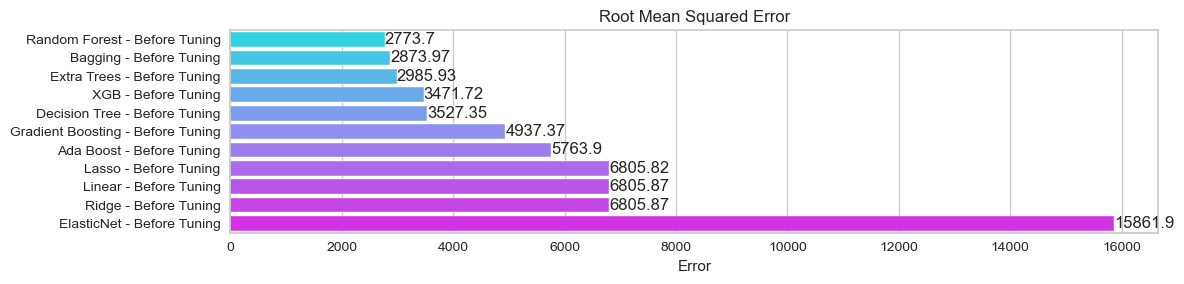 Root Mean Squared Error
Random Forest - Before Tuning 2773.7
Bagging - Before Tuning 2873.97
Extra Trees - Before Tuning 2985.93
XGB - Before Tuning 3471.72
Decision Tree - Before Tuning 3527.35
Gradient Boosting - Before Tuning 4937.37
Ada Boost - Before Tuning 5763.9
Lasso - Before Tuning 6805.82
Linear - Before Tuning 6805.87
Ridge - Before Tuning 6805.87
ElasticNet - Before Tuning 15861.9
0 2000 4000 6000 8000 10000 12000 14000 16000
Error